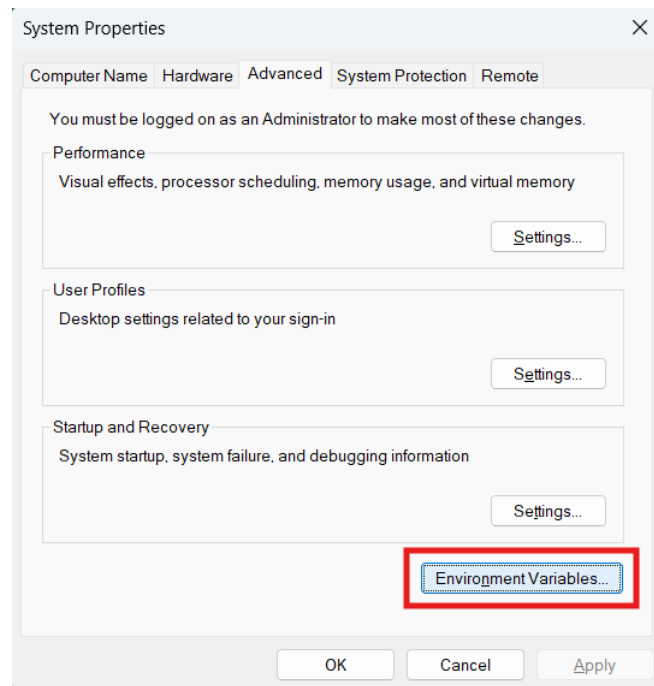 System Properties
Computer Name Hardware Advanced System Protection Remote
You must be logged on as an Administrator to make most of these changes.
Performance
Visual effects, processor scheduling, memory usage, and virtual memory
Settings...
User Profiles
Desktop settings related to your sign-in
Settings...
Startup and Recovery
System startup, system failure, and debugging information
Settings...
Environment Variables...
OK Cancel Apply